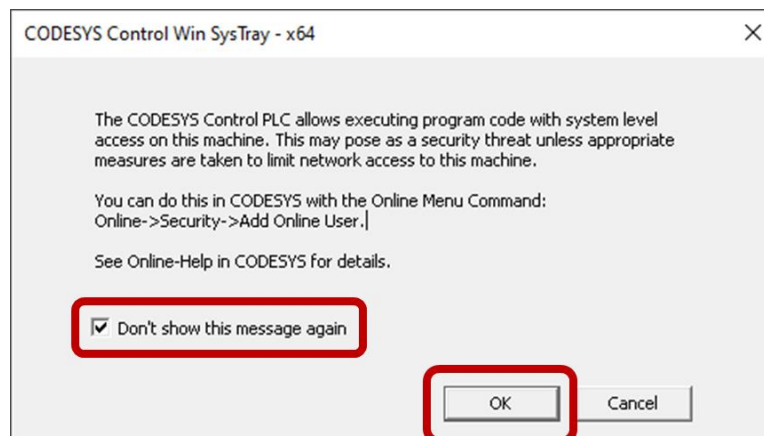 CODESYS Control Win SysTray - x64
The CODESYS Control PLC allows executing program code with system level
access on this machine. This may pose as a security threat unless appropriate
measures are taken to limit network access to this machine.
You can do this in CODESYS with the Online Menu Command:
Online->Security->Add Online User.
See Online-Help in CODESYS for details.
Don't show this message again
OK Cancel